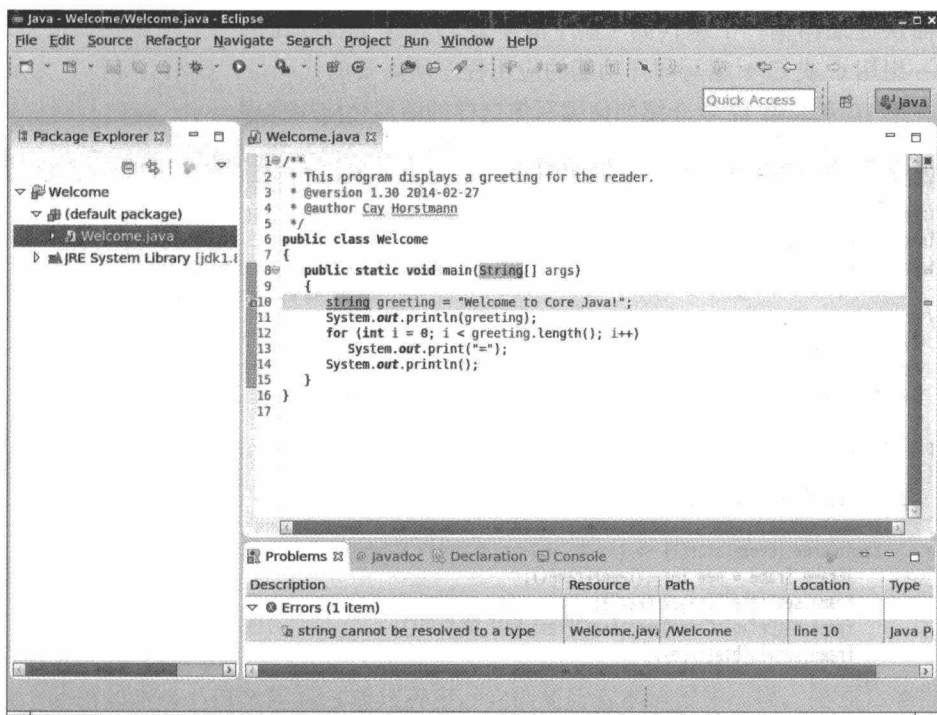 Java - Welcome/Welcome.java - Eclipse
File Edit Source Refactor Navigate Search Project Run Window Help
Quick Access
Java
Package Explorer
Welcome
(default package)
Welcome.java
JRE System Library [jdk1.8
Welcome.java
1 /**
2 * This program displays a greeting for the reader.
3 * @version 1.30 2014-02-27
4 * @author Cay Horstmann
5 */
6 public class Welcome
7 {
8 public static void main(String[] args)
9 {
10 string greeting = "Welcome to Core Java!";
11 System.out.println(greeting);
12 for (int i = 0; i < greeting.length(); i++)
13 System.out.print("=");
14 System.out.println();
15 }
16 }
17
Problems Javadoc Declaration Console
Description Resource Path Location Type
Errors (1 item)
string cannot be resolved to a type Welcome.java /Welcome line 10 Java P